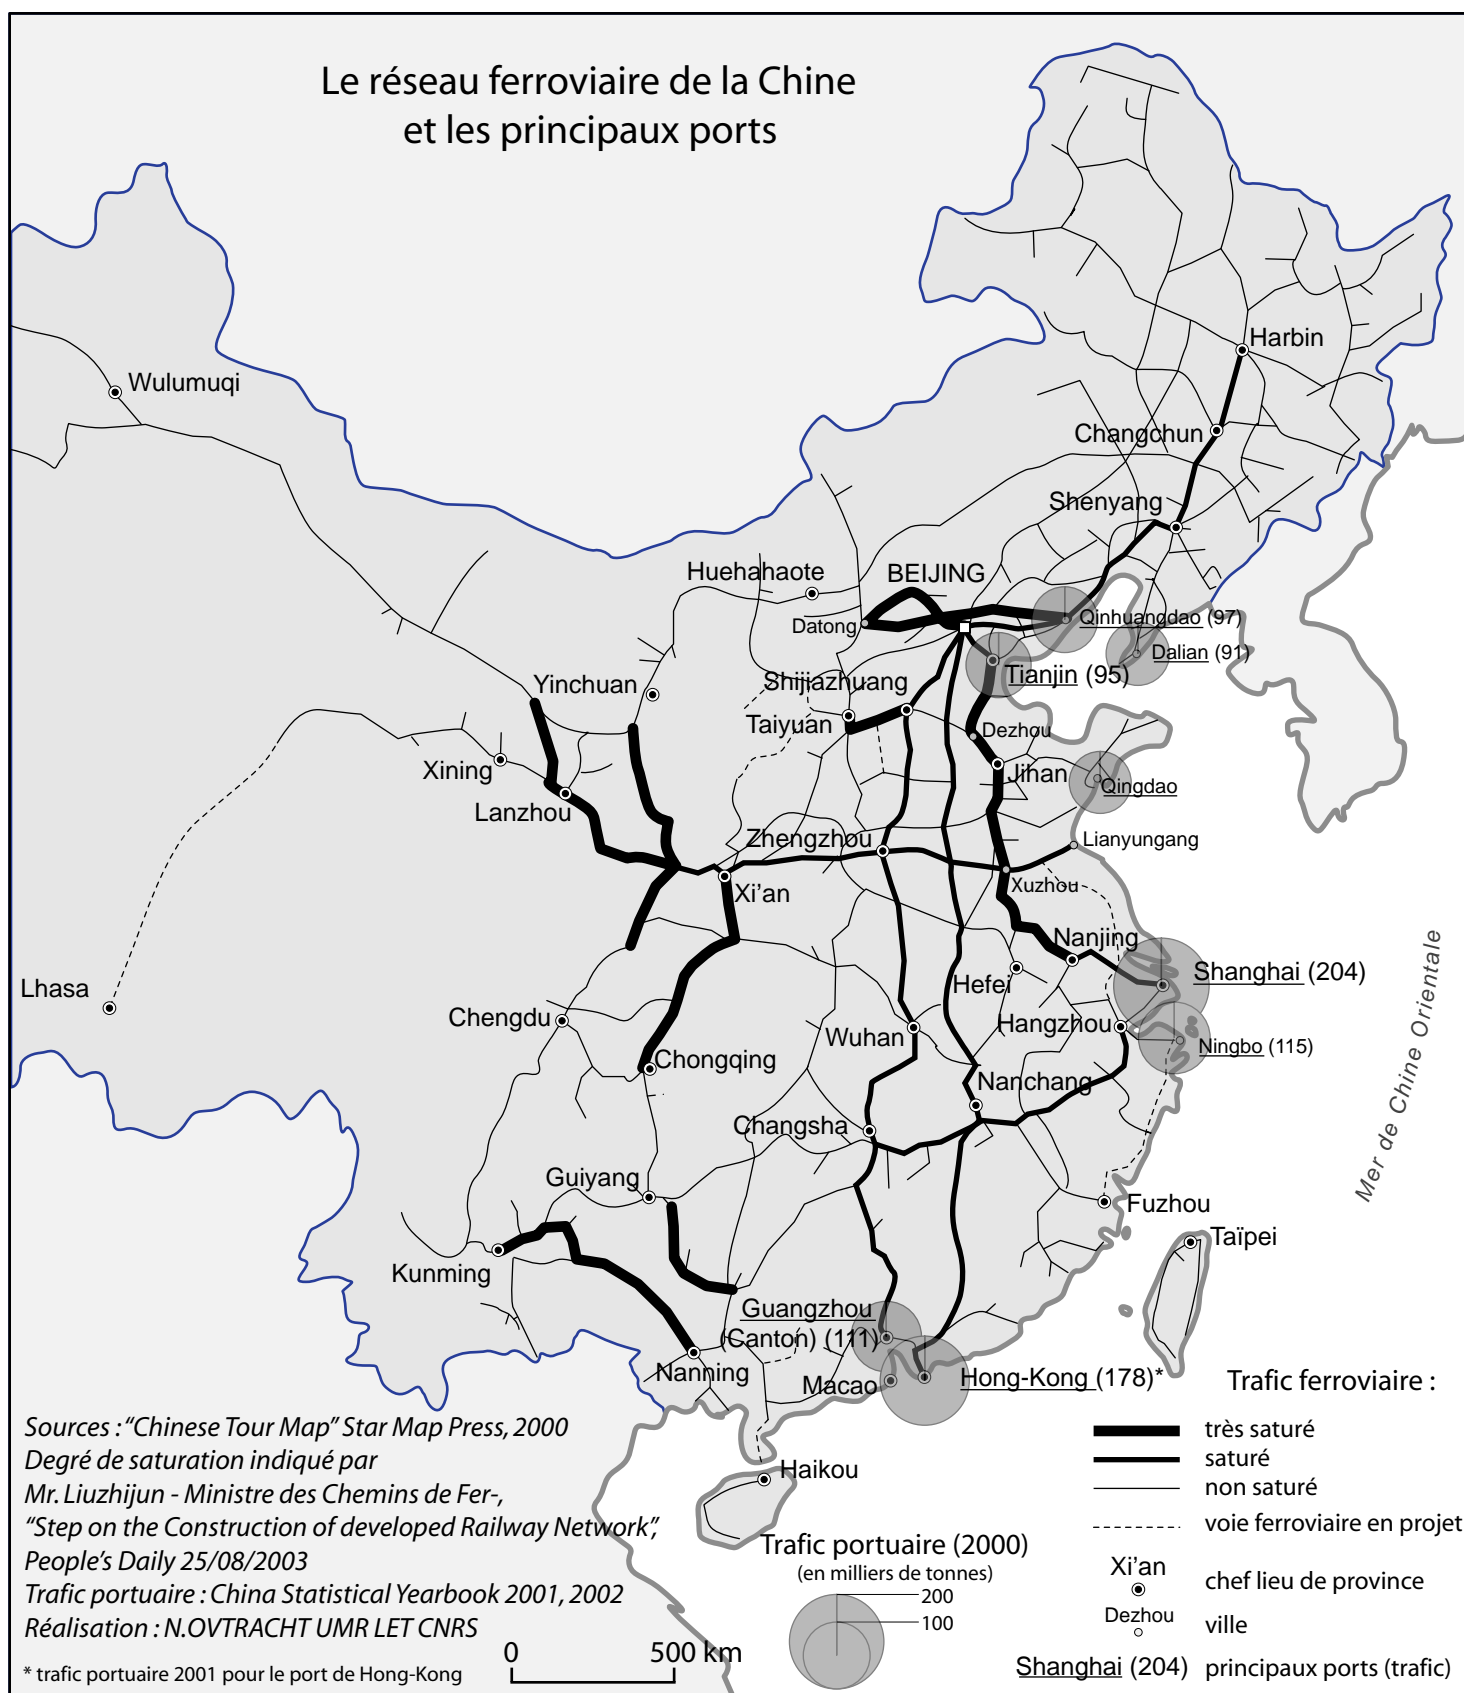 Le réseau ferroviaire de la Chine
et les principaux ports
Harbin
Wulumuqi
Changchun
Shenyang
Huehahaote
BEIJING
Datong
Qinhuangdao (97)
Dalian (91)
Tianjin (95)
Shijiazhuang
Yinchuan
Taiyuan
Dezhou
Xining
Jihan
Qingdao
Lanzhou
Zhengzhou
Lianyungang
Xi'an
Xuzhou
Nanjing
Lhasa
Hefei
Shanghai (204)
Chengdu
Wuhan
Hangzhou
Ningbo (115)
Mer de Chine Orientale
Chongqing
Nanchang
Changsha
Guiyang
Fuzhou
Taïpei
Kunming
Guangzhou
(Canton) (111)
Nanning
Macao
Hong-Kong (178)*
Haikou
Trafic ferroviaire :
très saturé
saturé
non saturé
voie ferroviaire en projet
Xi'an
chef lieu de province
Dezhou
ville
Shanghai (204) principaux ports (trafic)
Trafic portuaire (2000)
(en milliers de tonnes)
200
100
0 500 km
Sources : “Chinese Tour Map” Star Map Press, 2000
Degré de saturation indiqué par
Mr. Liuzhijun - Ministre des Chemins de Fer-,
“Step on the Construction of developed Railway Network”,
People's Daily 25/08/2003
Trafic portuaire : China Statistical Yearbook 2001, 2002
Réalisation : N.OVTRACHT UMR LET CNRS
* trafic portuaire 2001 pour le port de Hong-Kong